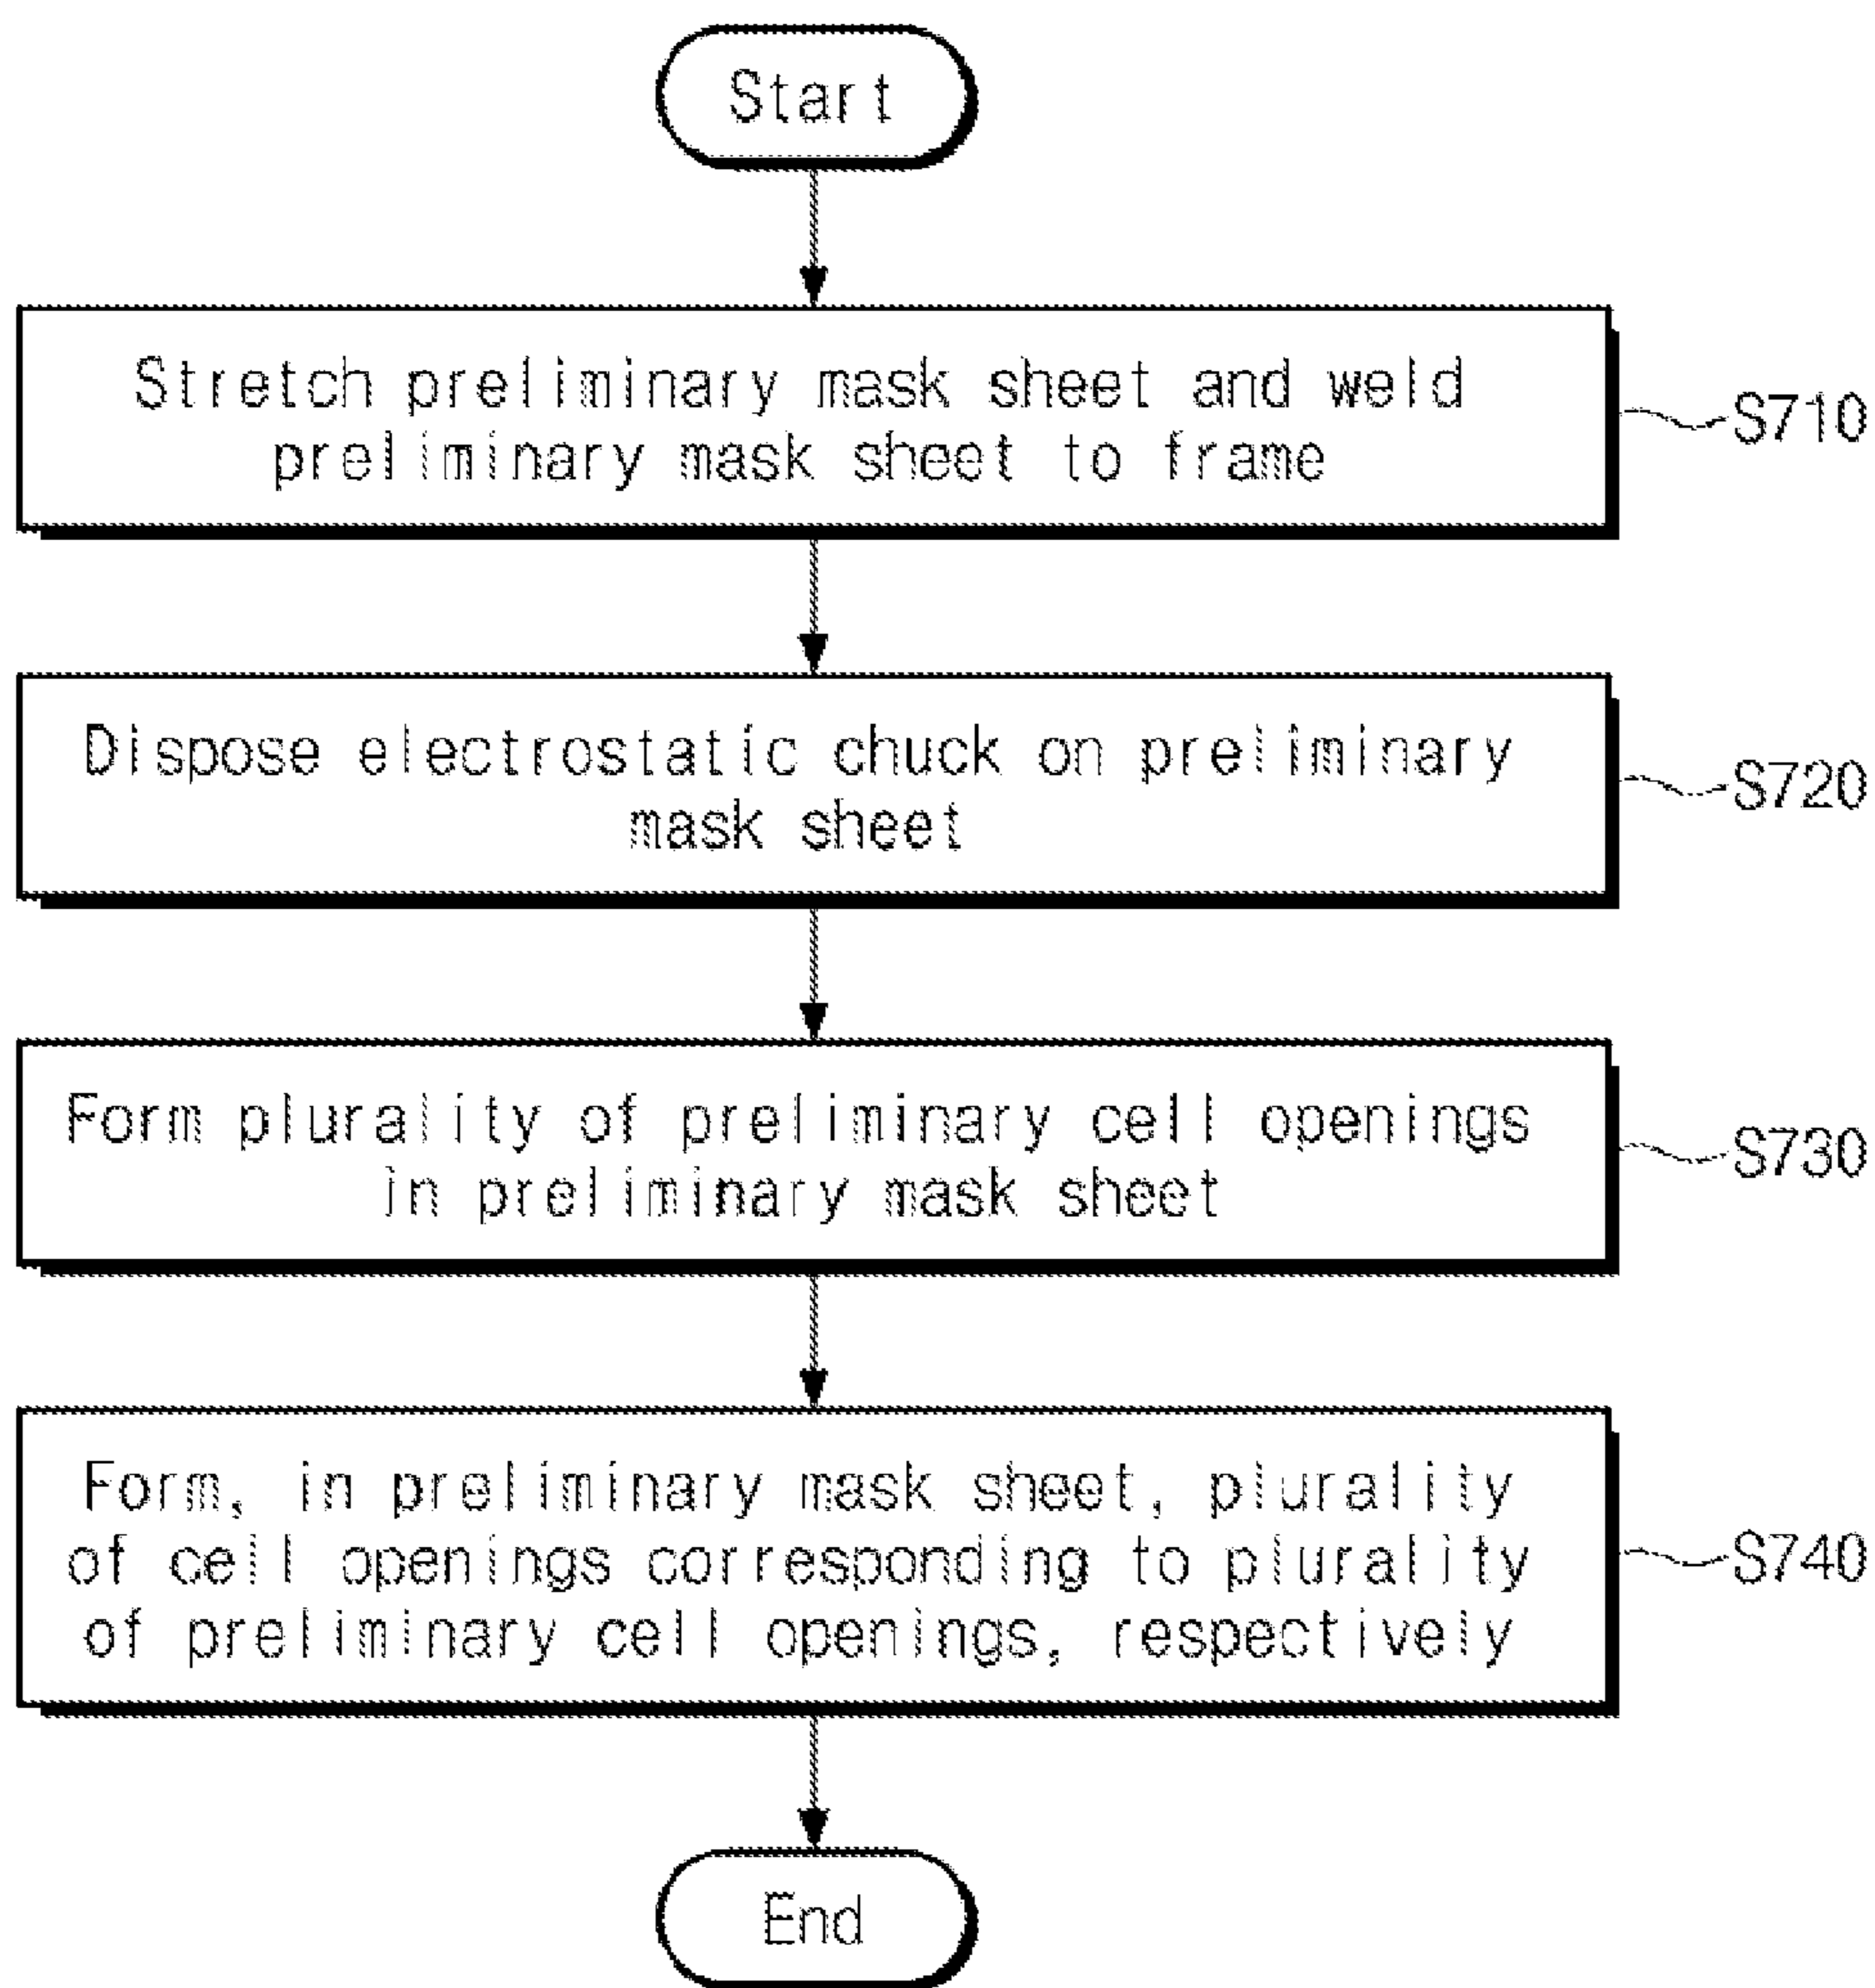 Start
Stretch preliminary mask sheet and weld
preliminary mask sheet to frame
S710
Dispose electrostatic chuck on preliminary
mask sheet
S720
Form plurality of preliminary cell openings
in preliminary mask sheet
S730
Form, in preliminary mask sheet, plurality
of cell openings corresponding to plurality
of preliminary cell openings, respectively
S740
End